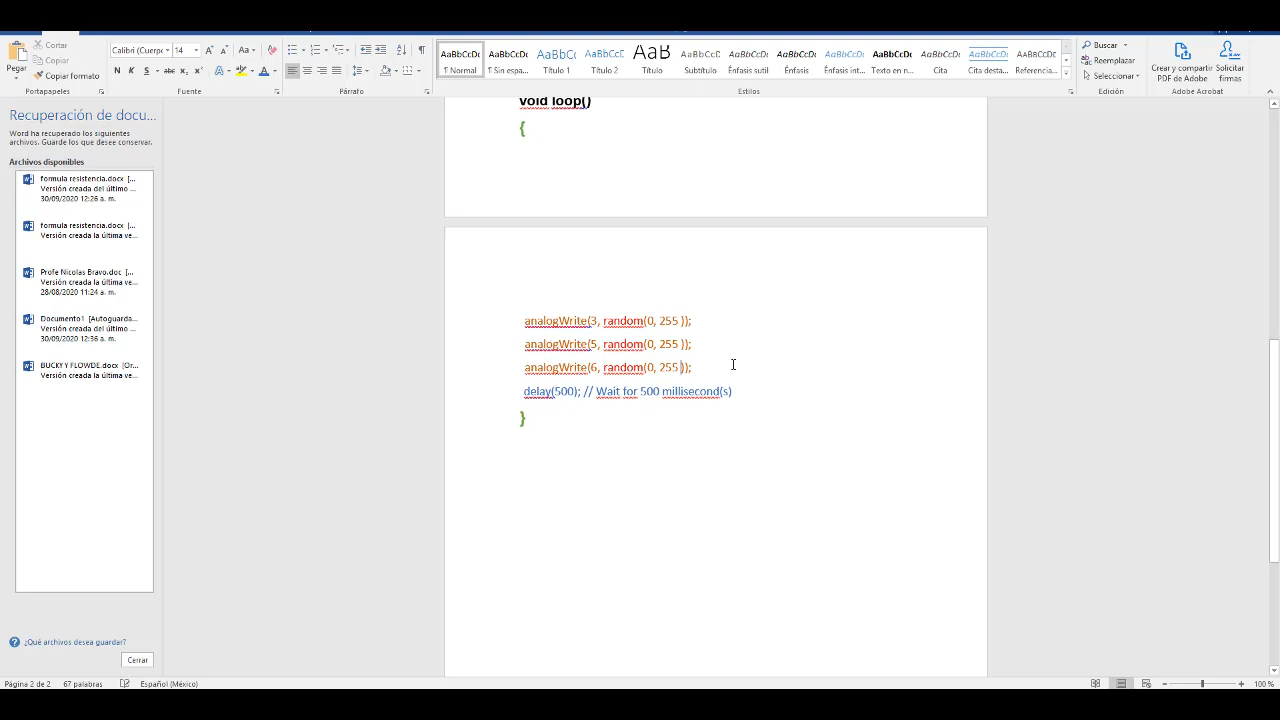 Cortar
Copiar
Copiar formato
Pegar
Portapapeles
Calibri (Cuerpo
14
Fuente
Párrafo
AaBbCcDc
¶ Normal
AaBbCcDc
¶ Sin espa...
AaBbCc
Título 1
AaBbCcD
Título 2
AaB
Título
AaBbCcD
Subtítulo
AaBbCcDc
Énfasis sutil
AaBbCcDc
Énfasis
AaBbCcDc
Énfasis int...
AaBbCcDc
Texto en n...
AaBbCcDc
Cita
AaBbCcDc
Cita desta...
AaBbCcDc
Referencia...
Estilos
Buscar
Reemplazar
Seleccionar
Edición
Crear y compartir
PDF de Adobe
Solicitar
firmas
Adobe Acrobat
Recuperación de docu...
Word ha recuperado los siguientes
archivos. Guarde los que desee conservar.
Archivos disponibles
formula resistencia.docx [...
Versión creada del último ...
30/09/2020 12:26 a. m.
formula resistencia.docx [...
Versión creada la última ve...
Profe Nicolas Bravo.doc [...
Versión creada la última ve...
28/08/2020 11:24 a. m.
Documento1 [Autoguarda...
Versión creada del último ...
30/09/2020 12:36 a. m.
BUCKY Y FLOWDE.docx [Or...
Versión creada la última ve...
¿Qué archivos desea guardar?
Cerrar
void loop()
{
analogWrite(3, random(0, 255 ));
analogWrite(5, random(0, 255 ));
analogWrite(6, random(0, 255 ));
delay(500); // Wait for 500 millisecond(s)
}
Página 2 de 2
67 palabras
Español (México)
100 %